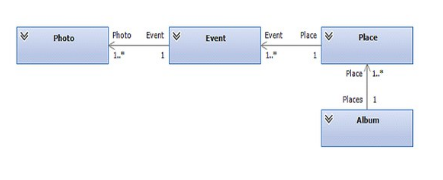 Photo
Photo
Event
1..*
1
Event
Event
Place
1..*
1
Place
Place
1..*
Places
1
Album